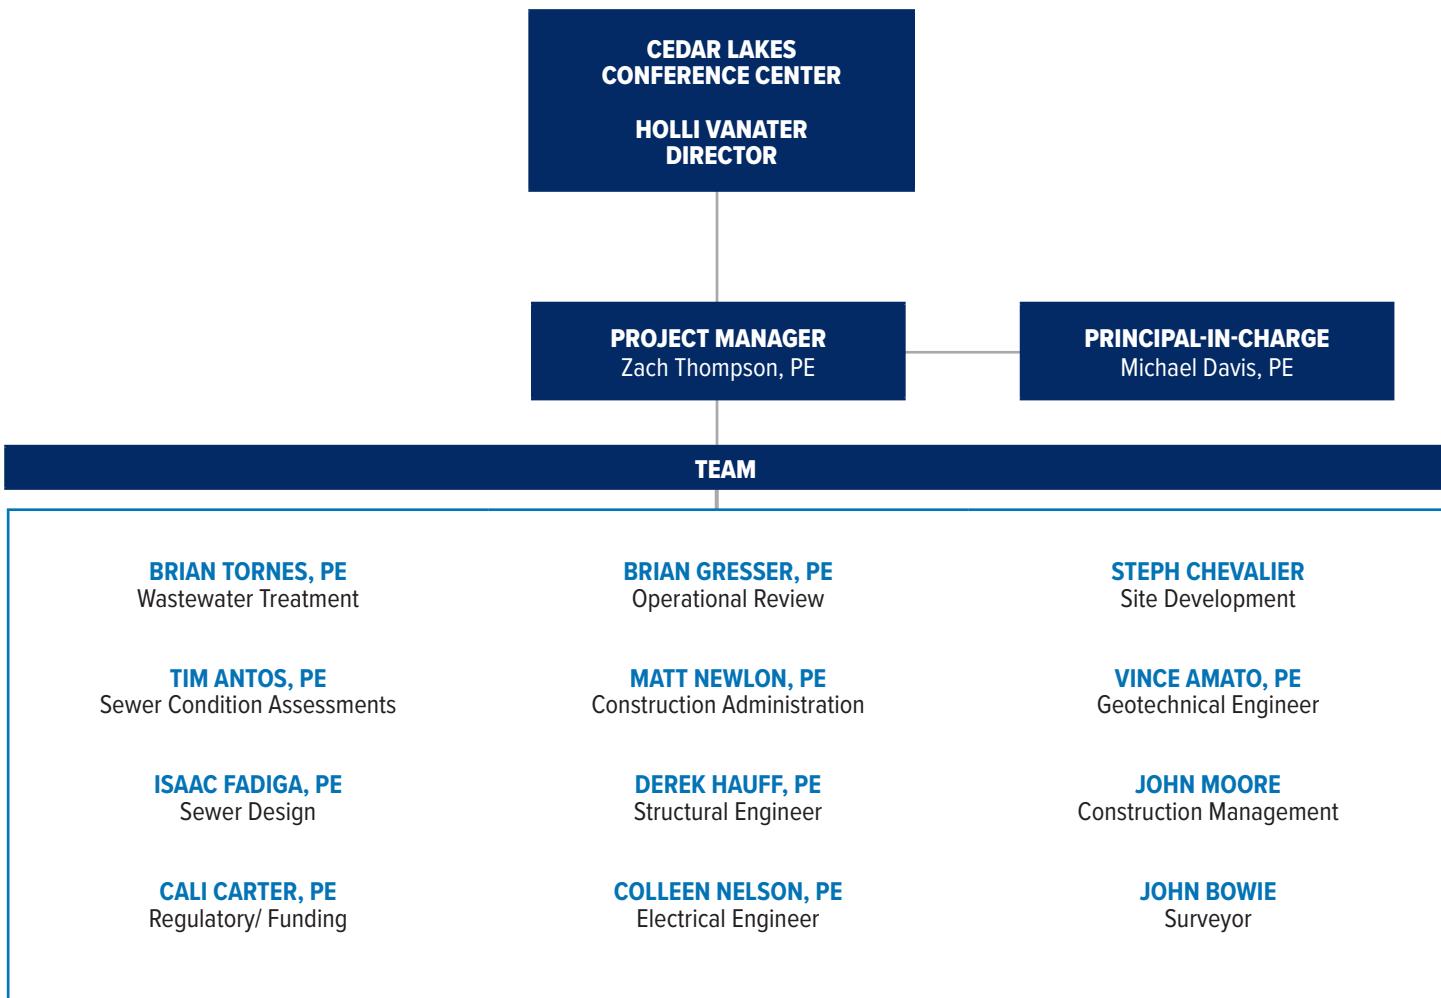 CEDAR LAKES
CONFERENCE CENTER
HOLLI VANATER
DIRECTOR
PROJECT MANAGER
Zach Thompson, PE
PRINCIPAL-IN-CHARGE
Michael Davis, PE
TEAM
BRIAN TORNES, PE
Wastewater Treatment
BRIAN GRESSER, PE
Operational Review
STEPH CHEVALIER
Site Development
TIM ANTOS, PE
Sewer Condition Assessments
MATT NEWLON, PE
Construction Administration
VINCE AMATO, PE
Geotechnical Engineer
ISAAC FADIGA, PE
Sewer Design
DEREK HAUFF, PE
Structural Engineer
JOHN MOORE
Construction Management
CALI CARTER, PE
Regulatory/ Funding
COLLEEN NELSON, PE
Electrical Engineer
JOHN BOWIE
Surveyor